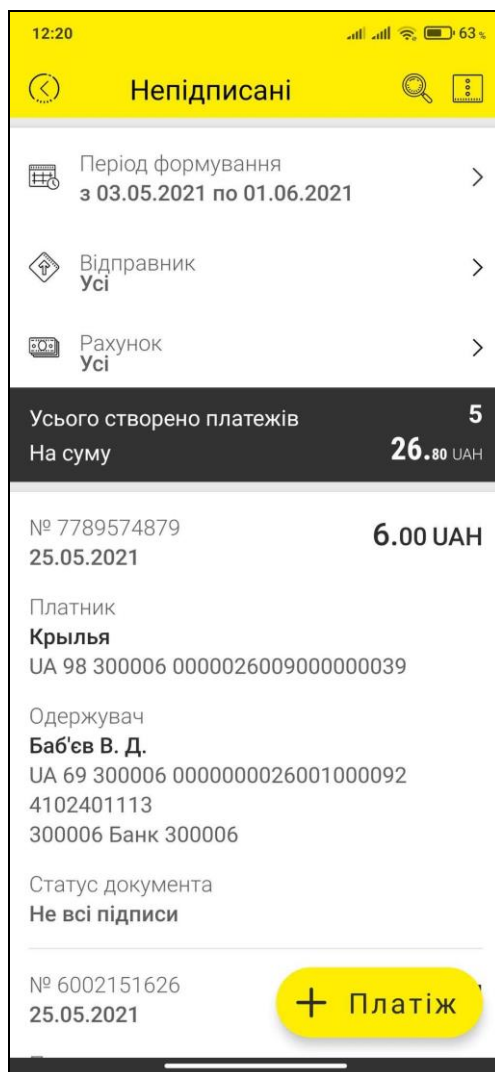 12:20
63 %
Непідписані
Період формування
з 03.05.2021 по 01.06.2021
Відправник
Усі
Рахунок
Усі
Усього створено платежів 5
На суму 26.80 UAH
№ 7789574879 6.00 UAH
25.05.2021
Платник
Крылья
UA 98 300006 0000026009000000039
Одержувач
Баб'єв В. Д.
UA 69 300006 0000000026001000092
4102401113
300006 Банк 300006
Статус документа
Не всі підписи
№ 6002151626
25.05.2021
+ Платіж